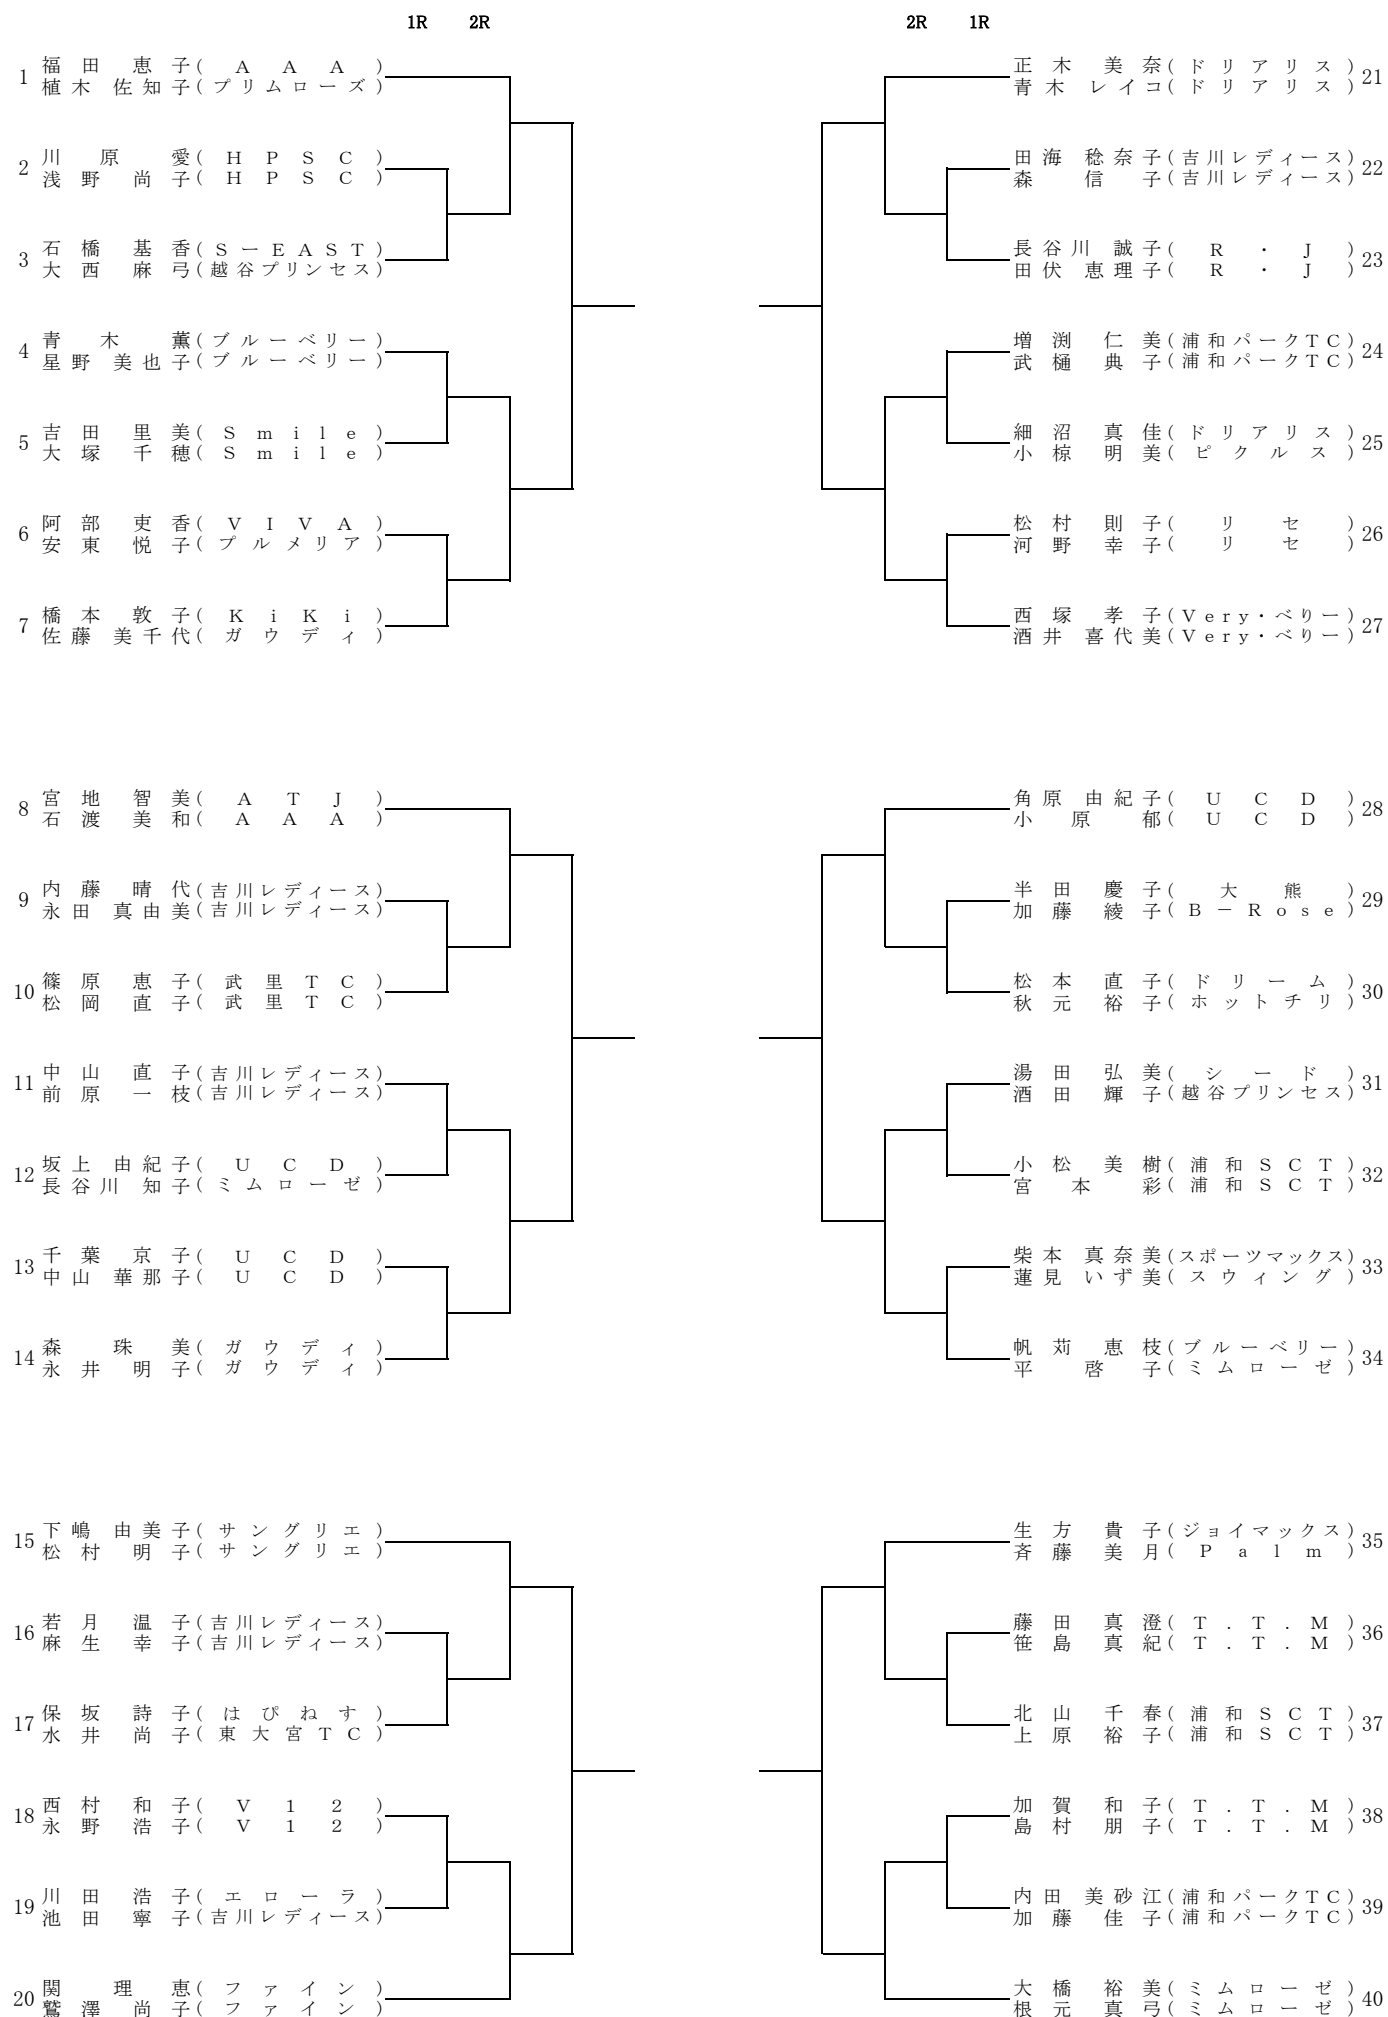 1R 2R
1 福田 恵子(AAA)
植木 佐知子(プリムローズ)
2 川原 愛(HPSC)
浅野 尚子(HPSC)
3 石橋 基香(S－EAST)
大西 麻弓(越谷プリンセス)
4 青木 薫(ブルーベリー)
星野 美也子(ブルーベリー)
5 吉田 里美(Smile)
大塚 千穂(Smile)
6 阿部 吏香(VIVA)
安東 悦子(プルメリア)
7 橋本 敦子(KiKi)
佐藤 美千代(ガウディ)
8 宮地 智美(ATJ)
石渡 美和(AAA)
9 内藤 晴代(吉川レディース)
永田 真由美(吉川レディース)
10 篠原 恵子(武里TC)
松岡 直子(武里TC)
11 中山 直子(吉川レディース)
前原 一枝(吉川レディース)
12 坂上 由紀子(UCD)
長谷川 知子(ミムローゼ)
13 千葉 京子(UCD)
中山 華那子(UCD)
14 森 珠美(ガウディ)
永井 明子(ガウディ)
15 下嶋 由美子(サングリエ)
松村 明子(サングリエ)
16 若月 温子(吉川レディース)
麻生 幸子(吉川レディース)
17 保坂 詩子(はぴねす)
水井 尚子(東大宮TC)
18 西村 和子(V12)
永野 浩子(V12)
19 川田 浩子(エローラ)
池田 寧子(吉川レディース)
20 関 理恵(ファイン)
鷲澤 尚子(ファイン)
2R 1R
正木 美奈(ドリアリス) 21
青木 レイコ(ドリアリス)
田海 稔奈子(吉川レディース) 22
森 信子(吉川レディース)
長谷川 誠子(R・J) 23
田伏 恵理子(R・J)
増渕 仁美(浦和パークTC) 24
武樋 典子(浦和パークTC)
細沼 真佳(ドリアリス) 25
小椋 明美(ピクルス)
松村 則子(リセ) 26
河野 幸子(リセ)
西塚 孝子(Very・べりー) 27
酒井 喜代美(Very・べりー)
角原 由紀子(UCD) 28
小原 郁(UCD)
半田 慶子(大熊) 29
加藤 綾子(B－Rose)
松本 直子(ドリーム) 30
秋元 裕子(ホットチリ)
湯田 弘美(シード) 31
酒田 輝子(越谷プリンセス)
小松 美樹(浦和SCT) 32
宮本 彩(浦和SCT)
柴本 真奈美(スポーツマックス) 33
蓮見 いず美(スウィング)
帆苅 恵枝(ブルーベリー) 34
平 啓子(ミムローゼ)
生方 貴子(ジョイマックス) 35
斉藤 美月(Palm)
藤田 真澄(T.T.M) 36
笹島 真紀(T.T.M)
北山 千春(浦和SCT) 37
上原 裕子(浦和SCT)
加賀 和子(T.T.M) 38
島村 朋子(T.T.M)
内田 美砂江(浦和パークTC) 39
加藤 佳子(浦和パークTC)
大橋 裕美(ミムローゼ) 40
根元 真弓(ミムローゼ)